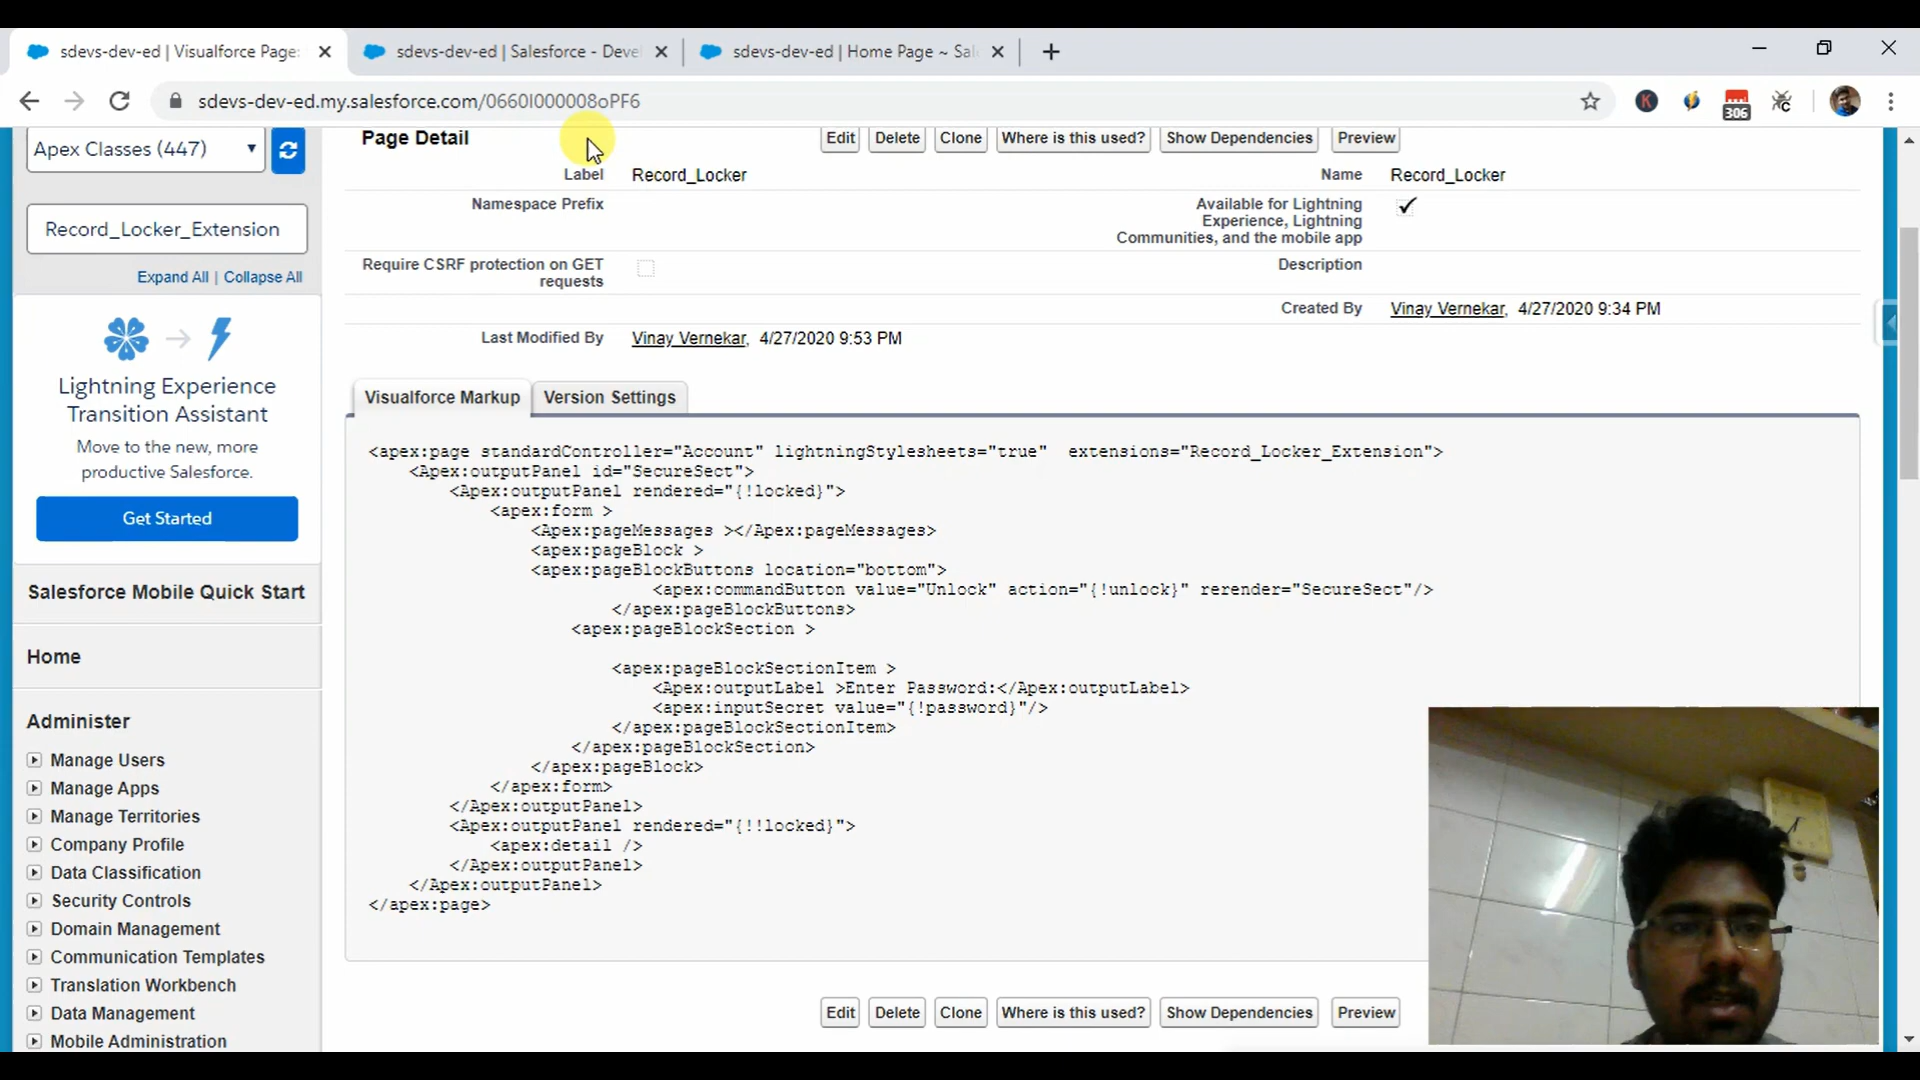 sdevs-dev-ed | Visualforce Page:
sdevs-dev-ed | Salesforce - Deve
sdevs-dev-ed | Home Page ~ Sal
sdevs-dev-ed.my.salesforce.com/0660I000008oPF6
K
306
Apex Classes (447)
Record_Locker_Extension
Expand All | Collapse All
Lightning Experience
Transition Assistant
Move to the new, more
productive Salesforce.
Get Started
Salesforce Mobile Quick Start
Home
Administer
Manage Users
Manage Apps
Manage Territories
Company Profile
Data Classification
Security Controls
Domain Management
Communication Templates
Translation Workbench
Data Management
Mobile Administration
Page Detail
Edit Delete Clone Where is this used? Show Dependencies Preview
Label Record_Locker Name Record_Locker
Namespace Prefix
Available for Lightning
Experience, Lightning
Communities, and the mobile app
Require CSRF protection on GET
requests
Description
Created By Vinay Vernekar, 4/27/2020 9:34 PM
Last Modified By Vinay Vernekar, 4/27/2020 9:53 PM
Visualforce Markup Version Settings
<apex:page standardController="Account" lightningStylesheets="true" extensions="Record_Locker_Extension">
<Apex:outputPanel id="SecureSect">
<Apex:outputPanel rendered="{!locked}">
<apex:form >
<Apex:pageMessages ></Apex:pageMessages>
<apex:pageBlock >
<apex:pageBlockButtons location="bottom">
<apex:commandButton value="Unlock" action="{!unlock}" rerender="SecureSect"/>
</apex:pageBlockButtons>
<apex:pageBlockSection >
<apex:pageBlockSectionItem >
<Apex:outputLabel >Enter Password:</Apex:outputLabel>
<apex:inputSecret value="{!password}"/>
</apex:pageBlockSectionItem>
</apex:pageBlockSection>
</apex:pageBlock>
</apex:form>
</Apex:outputPanel>
<Apex:outputPanel rendered="{!!locked}">
<apex:detail />
</Apex:outputPanel>
</Apex:outputPanel>
</apex:page>
Edit Delete Clone Where is this used? Show Dependencies Preview